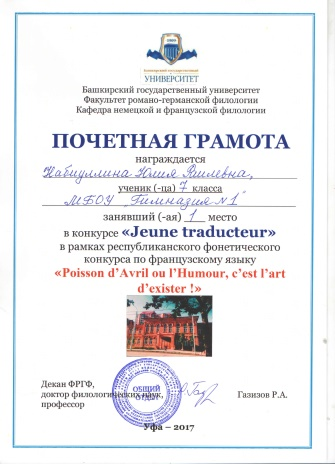 УНИВЕРСИТЕТ
Башкирский государственный университет
Факультет романо-германской филологии
Кафедра немецкой и французской филологии
ПОЧЕТНАЯ ГРАМОТА
награждается
Набиуллина Юлия
ученик (-ца) 7 класса
МБОУ "Гимназия №1"
занявший (-ая) 1 место
в конкурсе «Jeune traducteur»
в рамках республиканского фонетического
конкурса по французскому языку
«Poisson d’Avril ou l’Humour, c’est l’art
d’exister !»
Декан ФРГФ,
доктор филологических наук,
профессор
ОБЩИЙ
ОТДЕЛ
Газизов Р.А.
Уфа – 2017